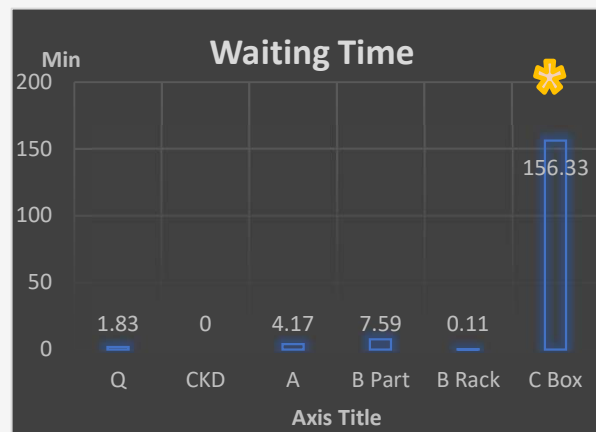 Waiting Time
Min
200
150
100
50
0
156.33
1.83 0 4.17 7.59 0.11
Q CKD A B Part B Rack C Box
Axis Title